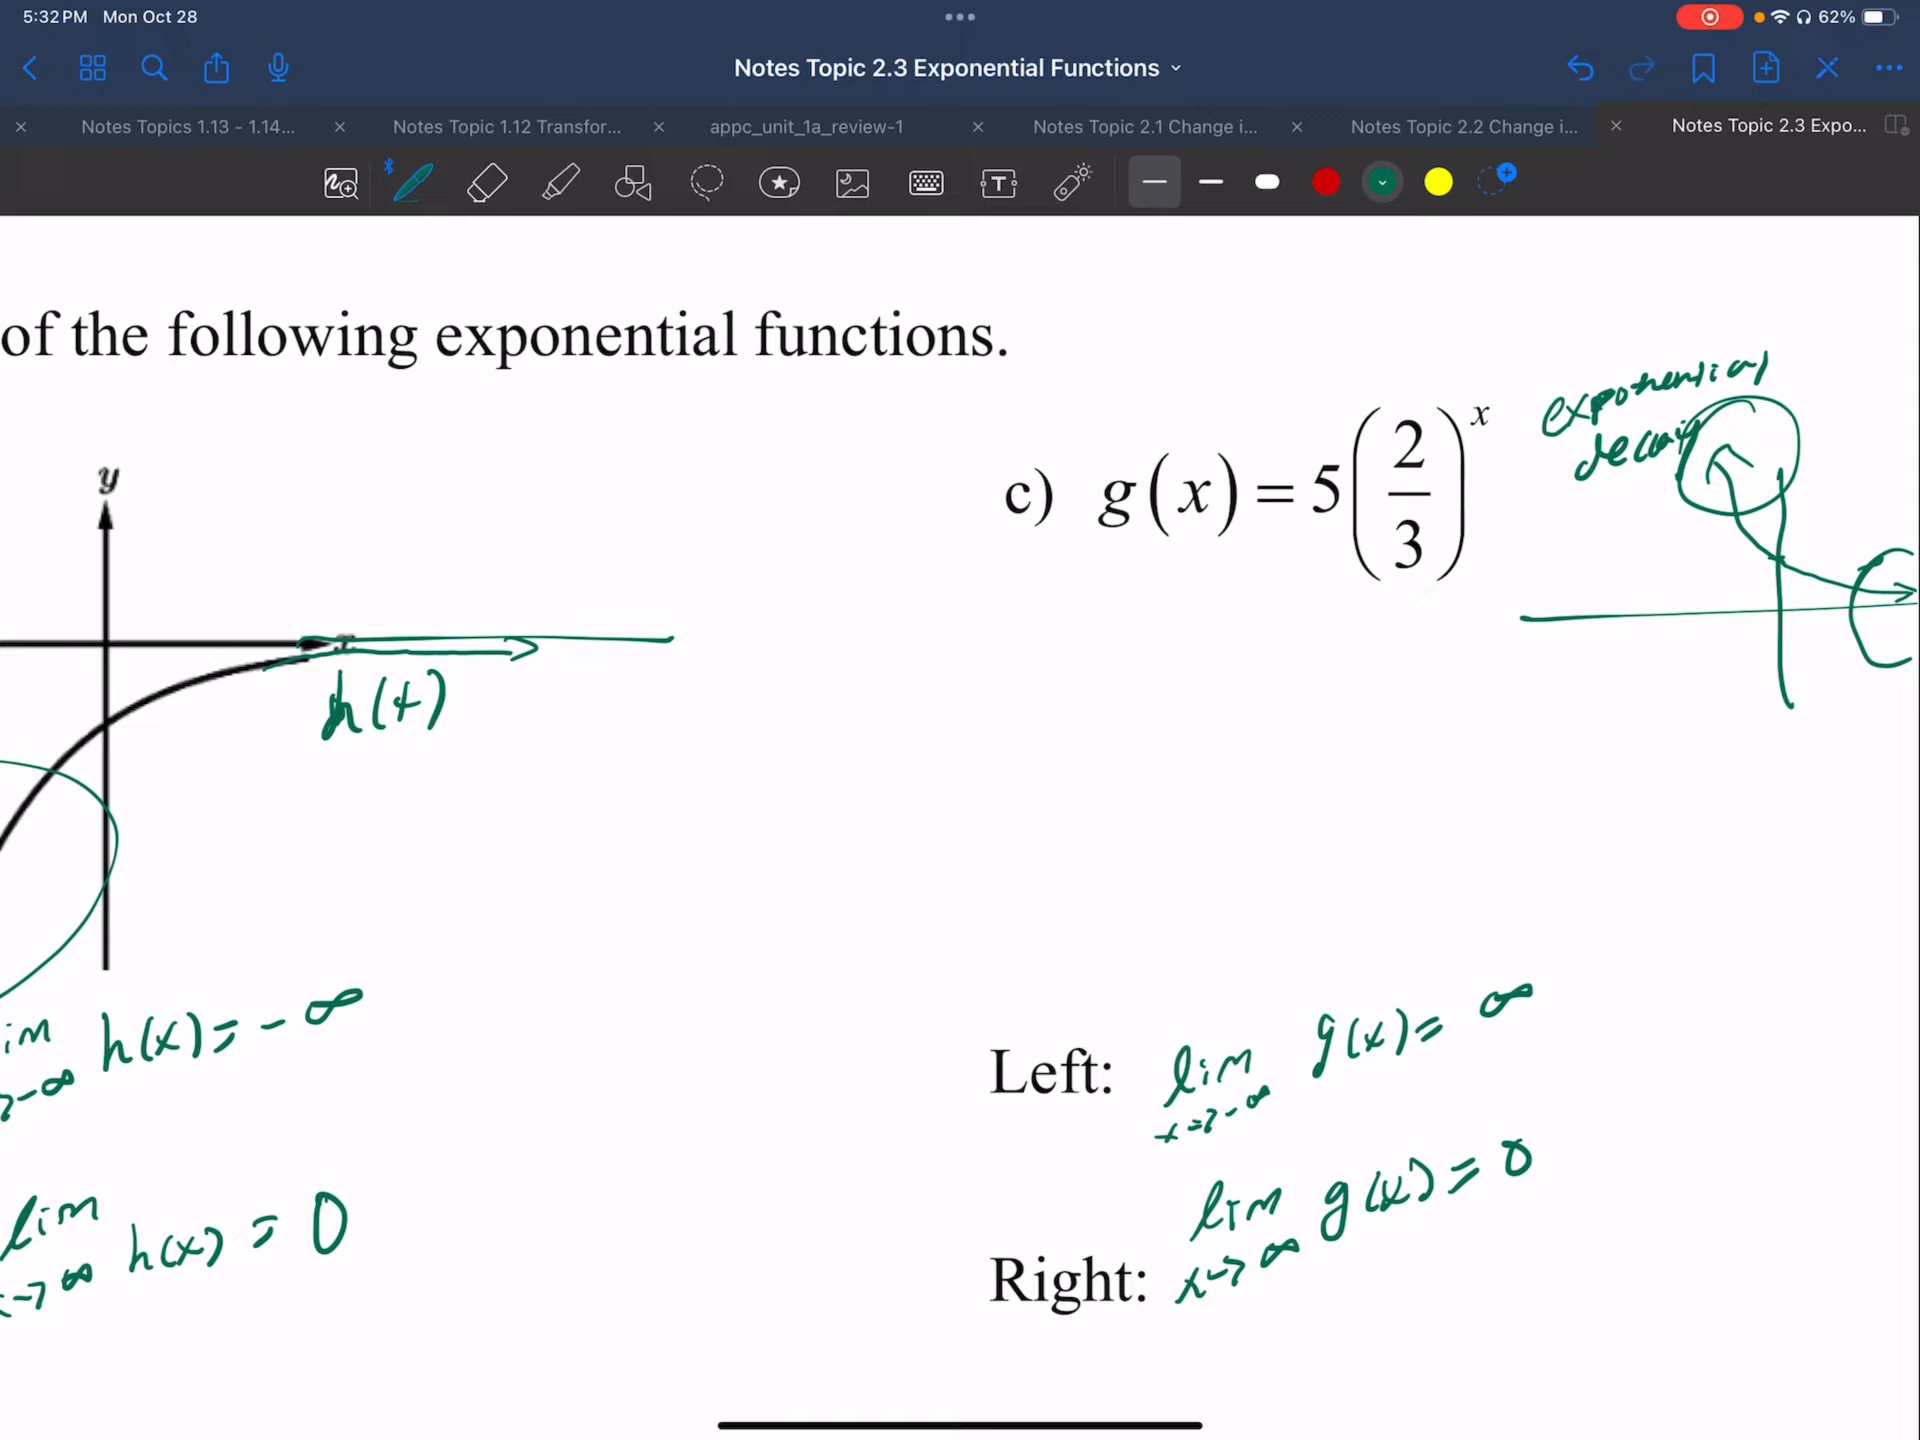 5:32 PM Mon Oct 28
62%
Notes Topic 2.3 Exponential Functions
Notes Topics 1.13 - 1.14...
Notes Topic 1.12 Transfor...
appc_unit_1a_review-1
Notes Topic 2.1 Change i...
Notes Topic 2.2 Change i...
Notes Topic 2.3 Expo...
T
of the following exponential functions.
y
x
h(t)
c) g(x) = 5(2/3)^x
exponential
decay
im h(x) = -∞
→-∞
lim h(x) = 0
x→∞
Left: lim g(x) = ∞
x→-∞
Right: lim g(x) = 0
x→∞